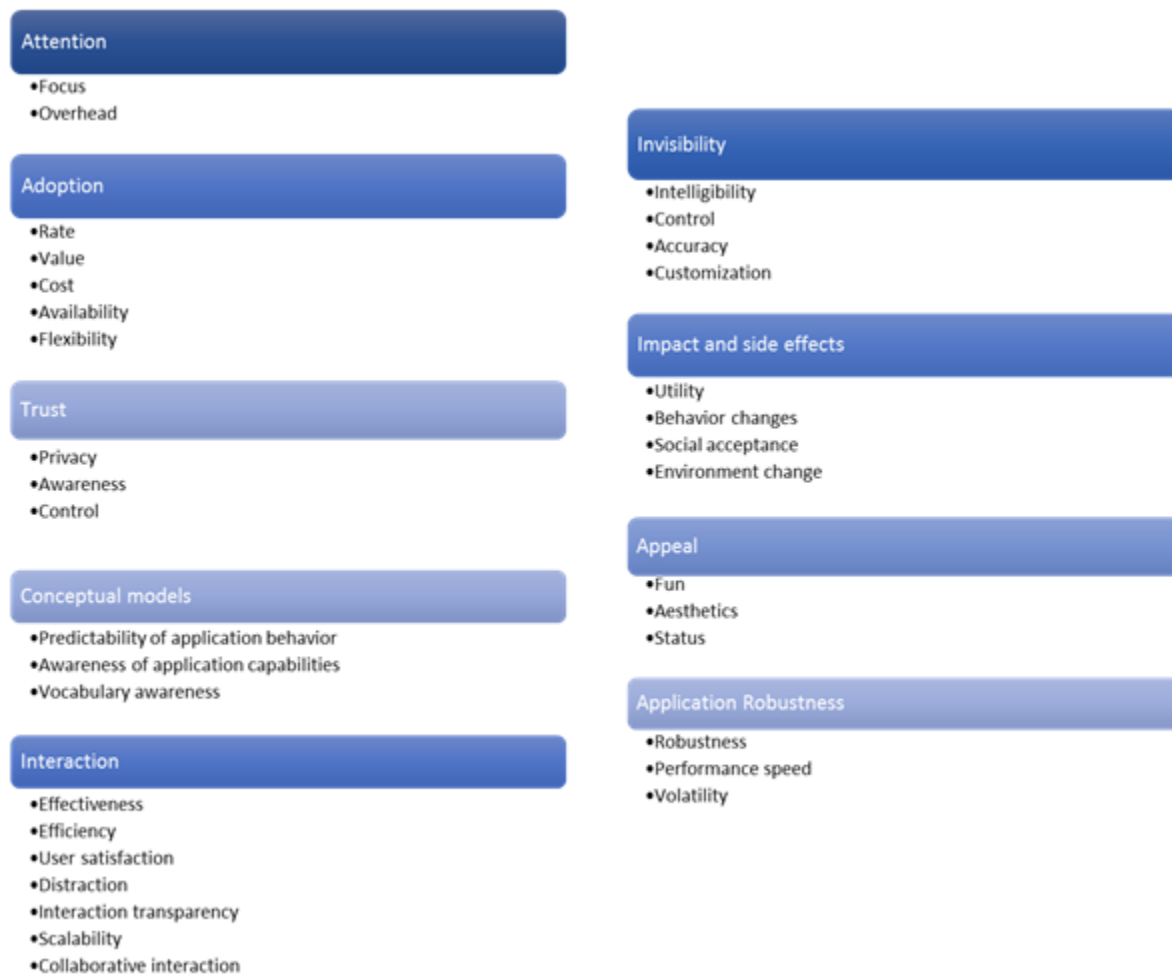 Attention
•Focus
•Overhead
Adoption
•Rate
•Value
•Cost
•Availability
•Flexibility
Trust
•Privacy
•Awareness
•Control
Conceptual models
•Predictability of application behavior
•Awareness of application capabilities
•Vocabulary awareness
Interaction
•Effectiveness
•Efficiency
•User satisfaction
•Distraction
•Interaction transparency
•Scalability
•Collaborative interaction
Invisibility
•Intelligibility
•Control
•Accuracy
•Customization
Impact and side effects
•Utility
•Behavior changes
•Social acceptance
•Environment change
Appeal
•Fun
•Aesthetics
•Status
Application Robustness
•Robustness
•Performance speed
•Volatility